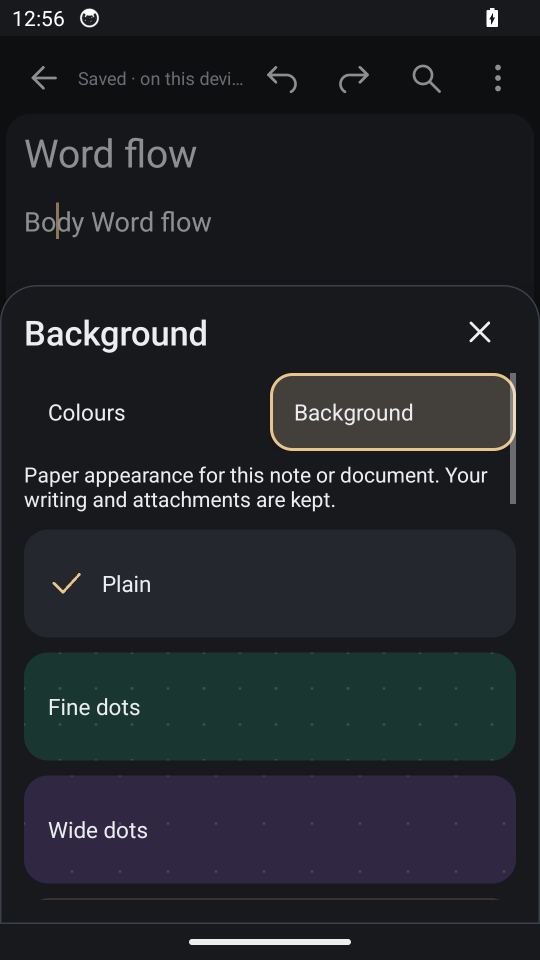 12:56
Saved · on this devi…
Word flow
Body Word flow
Background
Colours
Background
Paper appearance for this note or document. Your
writing and attachments are kept.
Plain
Fine dots
Wide dots